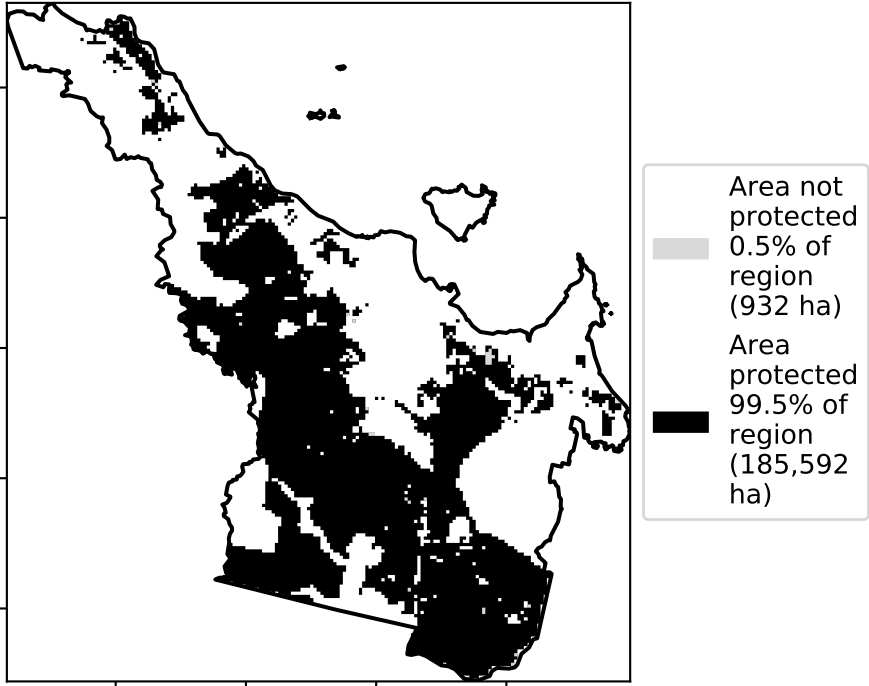 Area not
protected
0.5% of
region
(932 ha)
Area
protected
99.5% of
region
(185,592
ha)